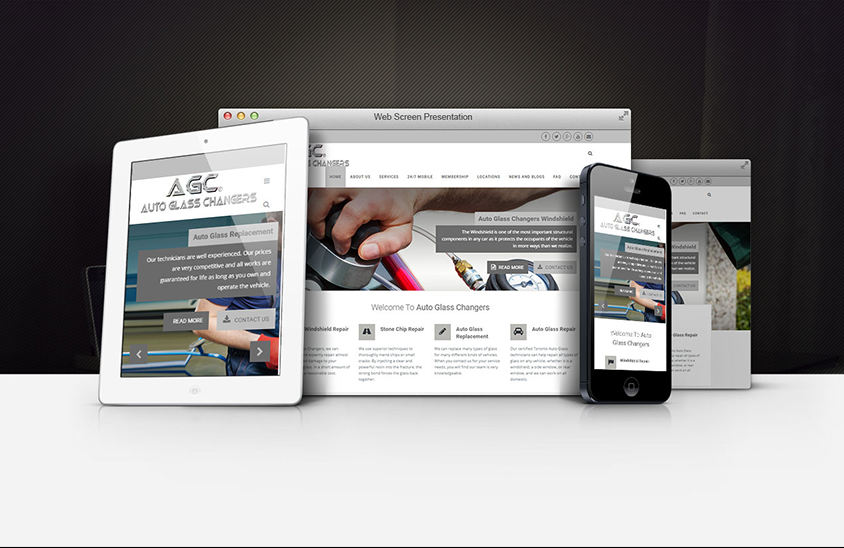 Web Screen Presentation
AGC
AUTO GLASS CHANGERS
Auto Glass Replacement
Our technicians are well experienced. Our prices
are very competitive and all works are
guaranteed for life as long as you own and
operate the vehicle.
READ MORE
CONTACT US
GC
S CHANGERS
HOME ABOUT US SERVICES 24/7 MOBILE MEMBERSHIP LOCATIONS NEWS AND BLOGS FAQ CON
Auto Glass Changers Windshield
The Windshield is one of the most important structural
components in any car as it protects the occupants of the vehicle
in more ways than we realize.
READ MORE
CONTACT US
Welcome To Auto Glass Changers
Windshield Repair
Stone Chip Repair
We use superior techniques to
thoroughly mend chips or small
cracks. By injecting a clear and
powerful resin into the fracture, the
strong bond forces the glass back
together!
Auto Glass
Replacement
We can replace many types of glass
for many different kinds of vehicles.
When you contact us for your service
needs, you will find our team is very
knowledgeable.
Auto Glass Repair
Our certified Toronto Auto Glass
technicians can help repair all types of
glass on any vehicle, whether it is a
windshield, a side window, or rear
window, and we can work on all
AGC
AUTO GLASS CHANGERS
Auto Glass Replacement
READ MORE
CONTACT US
Welcome To Auto
Glass Changers
Windshield Repair
FAQ CONTACT
Windshield
CONTACT US
Glass Repair